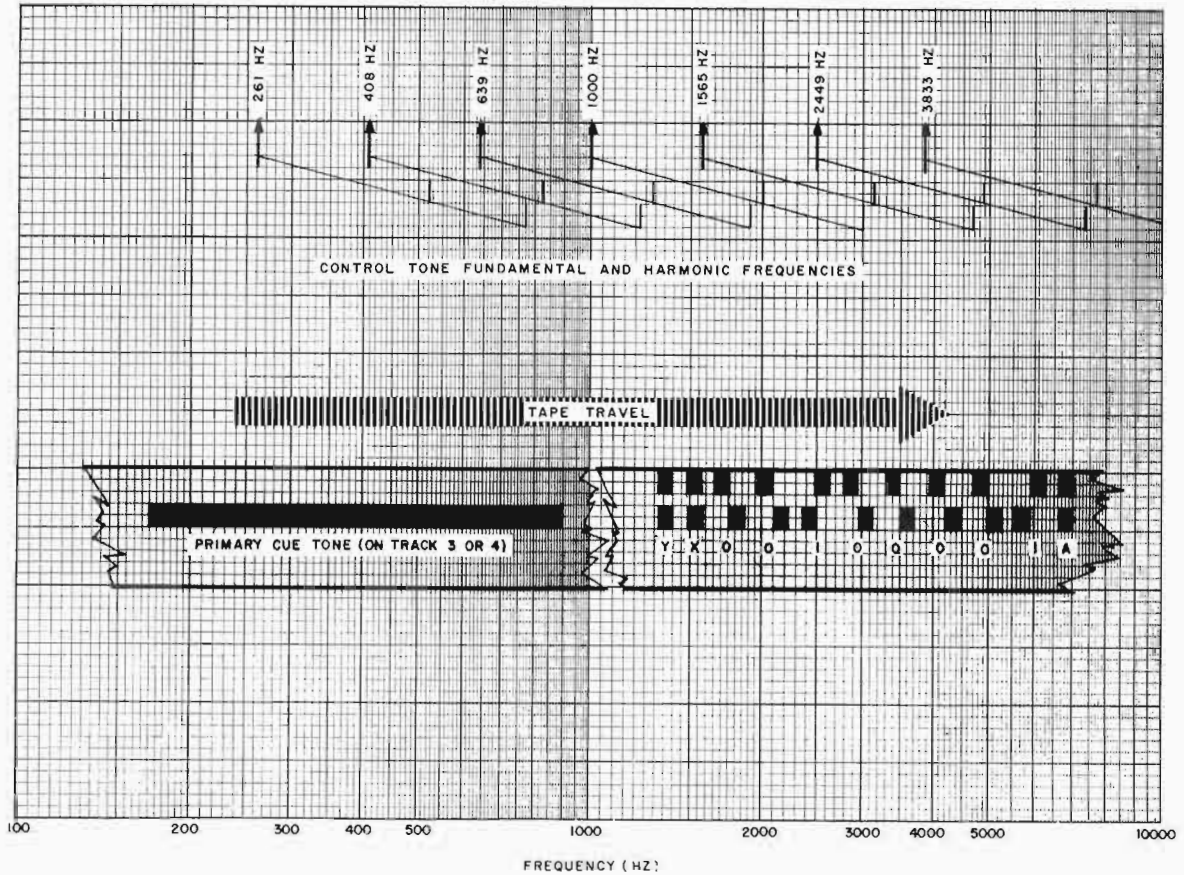 261 HZ
408 HZ
639 HZ
1000 HZ
1565 HZ
2449 HZ
3833 HZ
CONTROL TONE FUNDAMENTAL AND HARMONIC FREQUENCIES
TAPE TRAVEL
PRIMARY CUE TONE (ON TRACK 3 OR 4)
Y X 0 0 1 0 0 0 0 1 A
100 200 300 400 500 1000 2000 3000 4000 5000 10000
FREQUENCY (HZ)